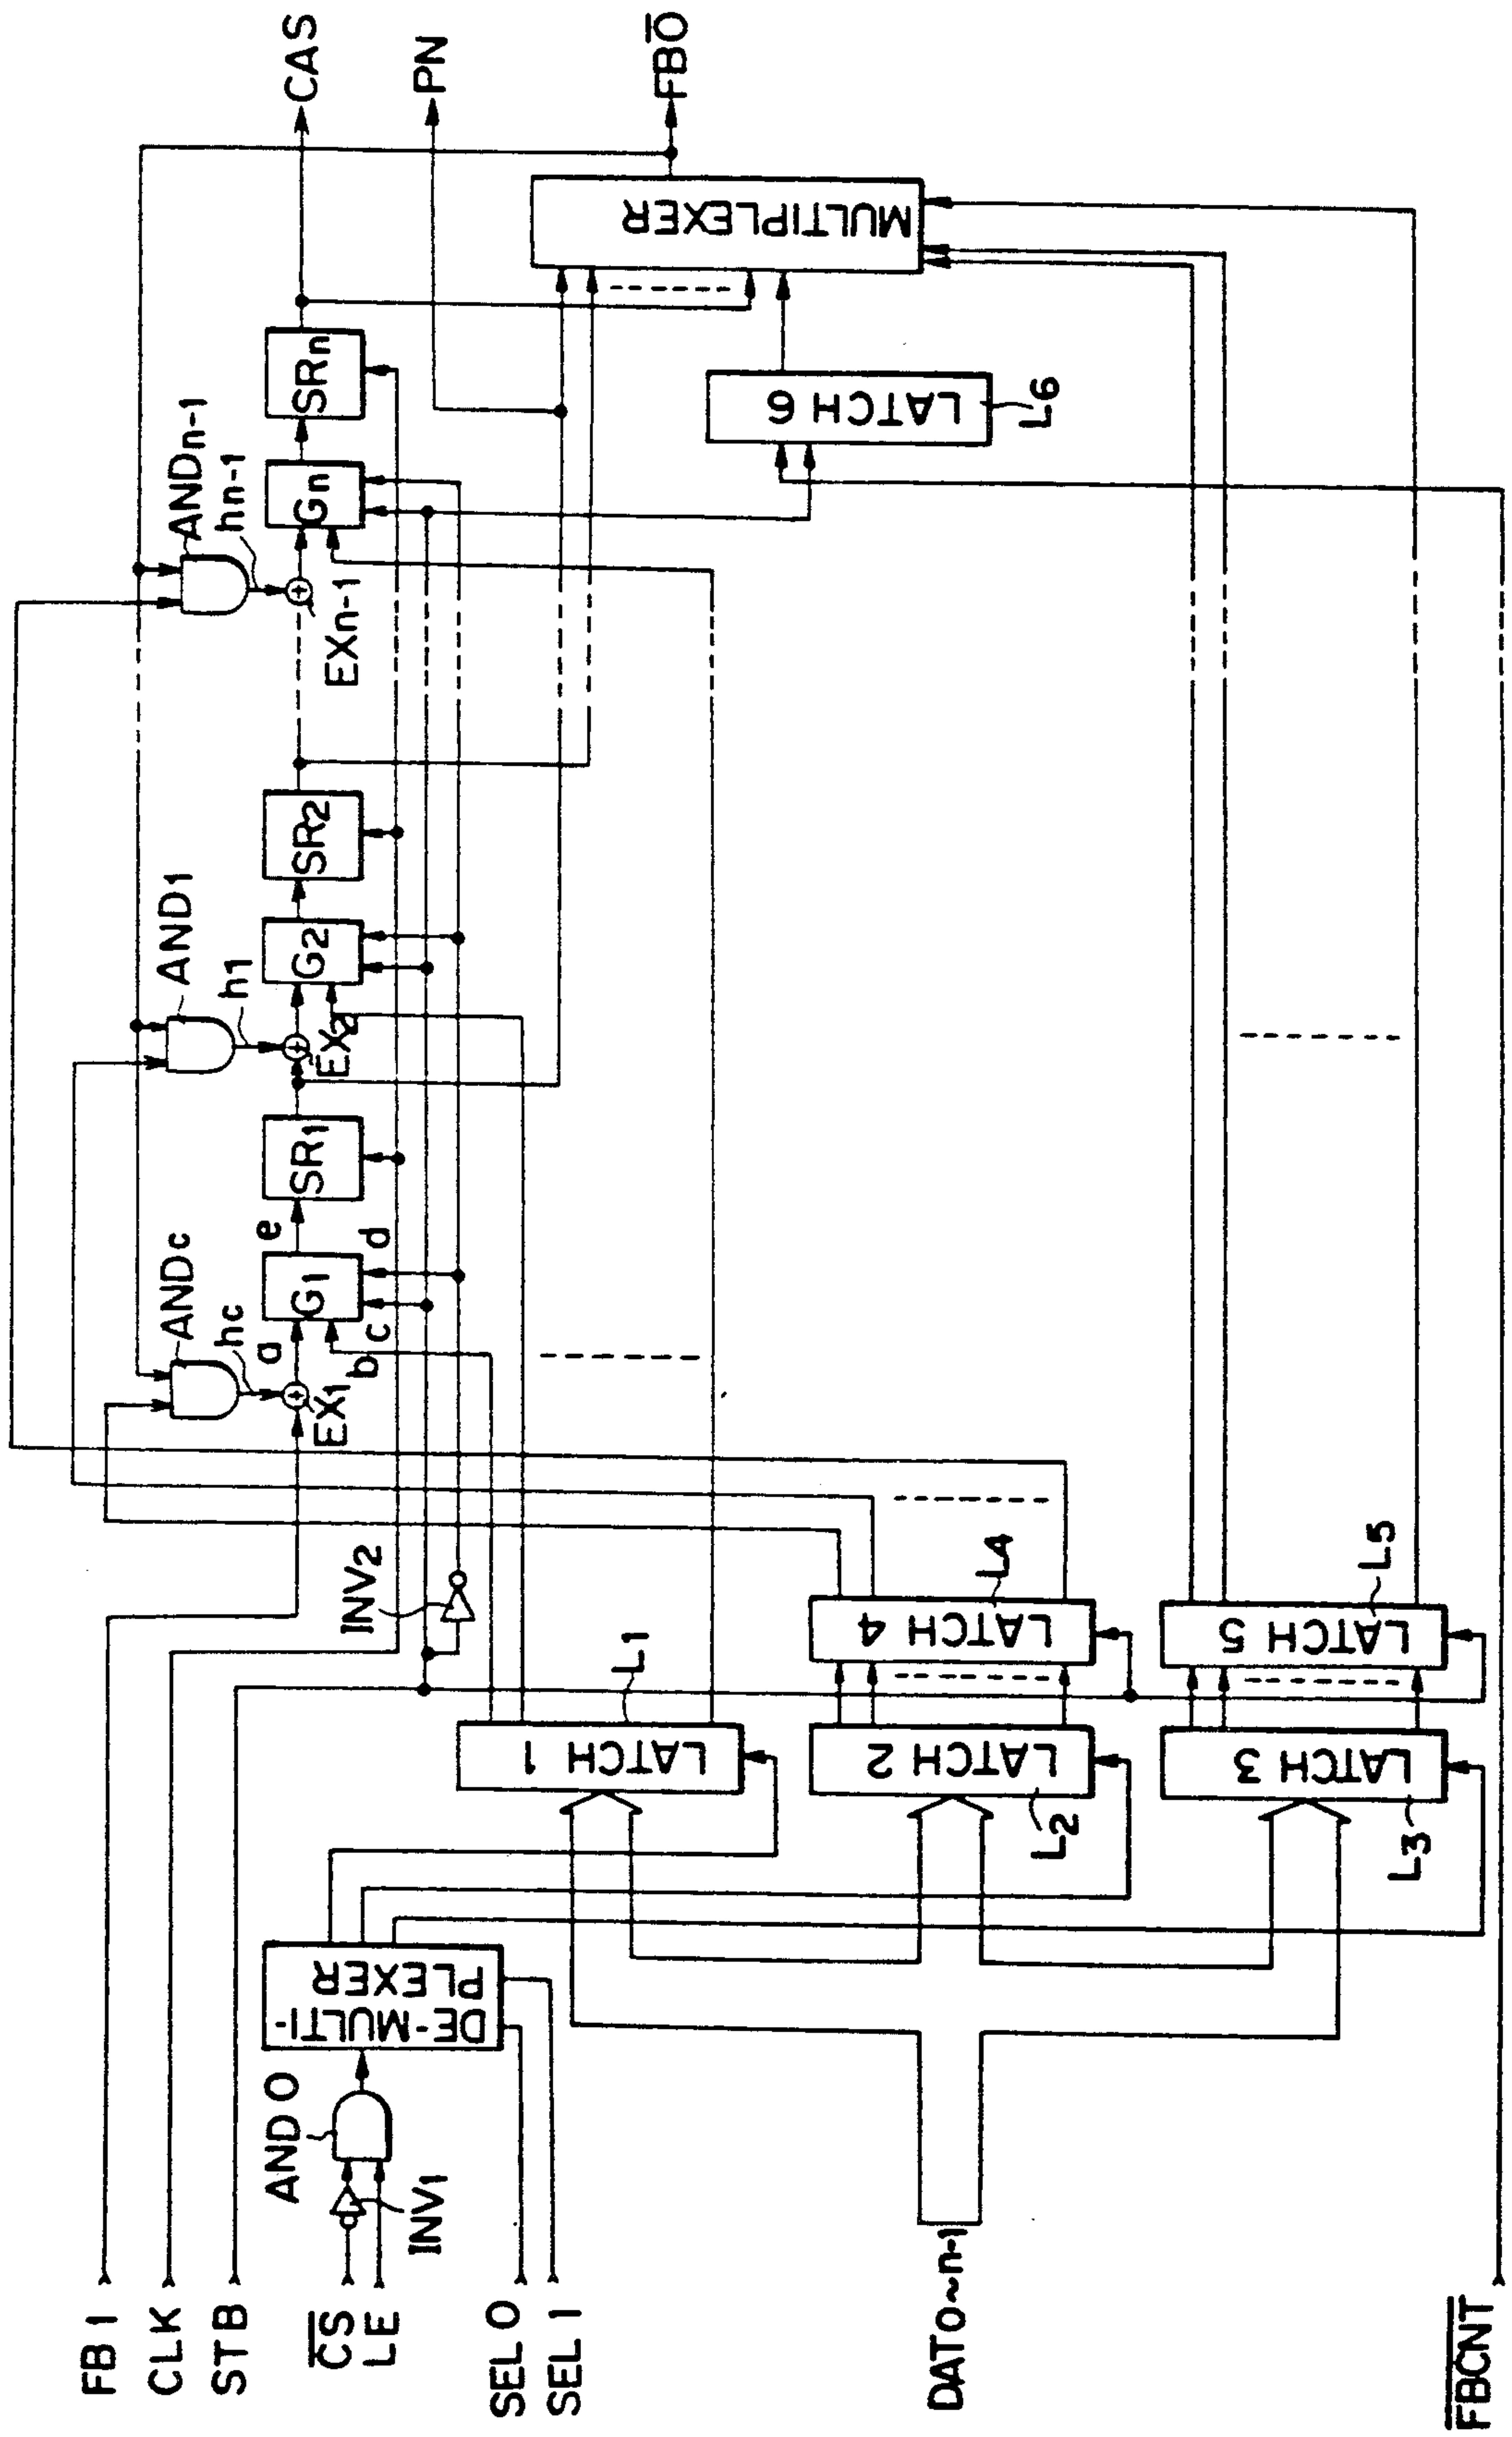 FB 1
CLK
STB
CS
LE
SEL 0
SEL 1
DAT0~n-1
FBCNT
AND 0
INV1
DE-MULTI-
PLEXER
LATCH 1
L1
LATCH 2
L2
LATCH 3
L3
LATCH 4
L4
LATCH 5
L5
INV2
ANDc
hc
EX1
a
b
c
d
e
G1
SR1
AND1
h1
EX2
G2
SR2
ANDn-1
hn-1
EXn-1
Gn
SRn
LATCH 6
L6
MULTIPLEXER
CAS
PN
FBO